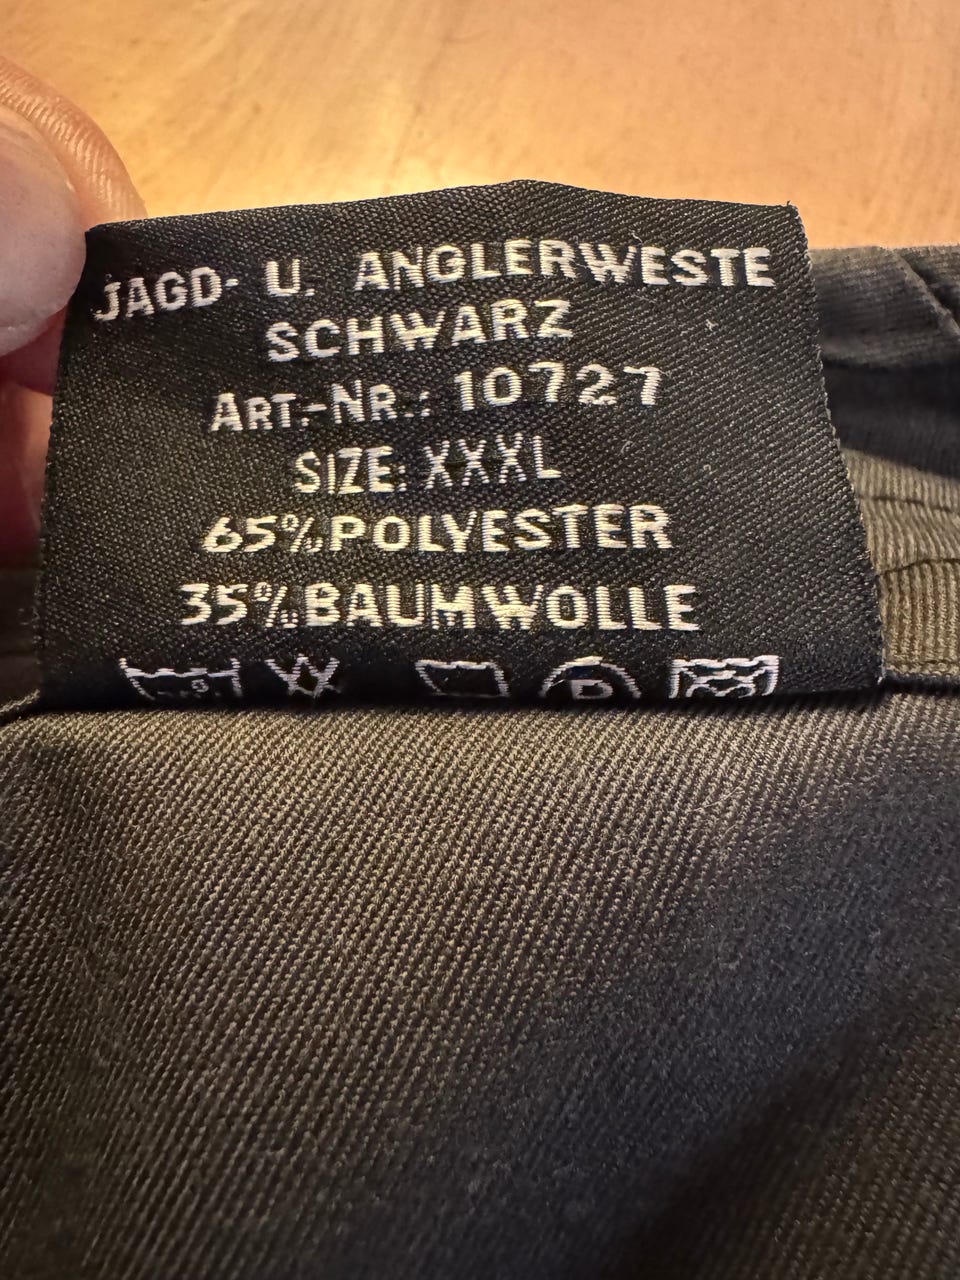 JAGD- U. ANGLERWESTE
SCHWARZ
ART.-NR.: 10727
SIZE: XXXL
65%POLYESTER
35%BAUMWOLLE
P